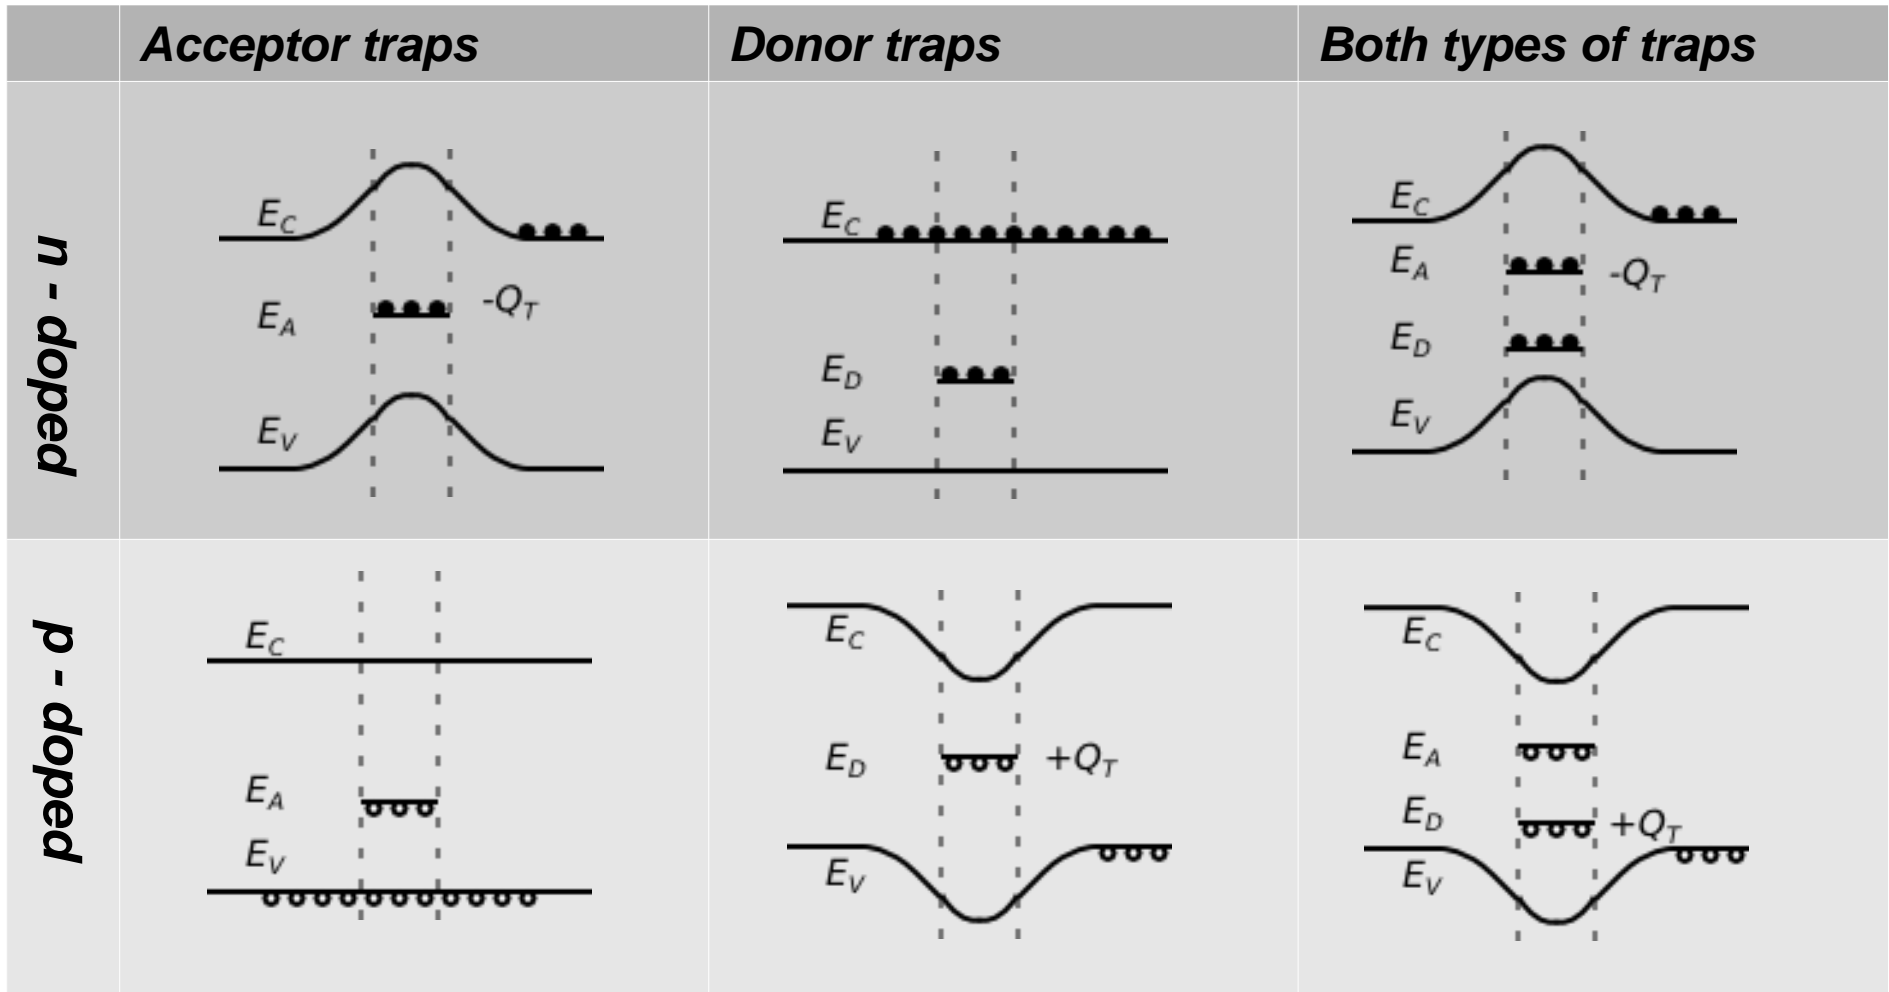 Acceptor traps
Donor traps
Both types of traps
n - doped
E_C
E_A
-Q_T
E_V
E_C
E_D
E_V
E_C
E_A
-Q_T
E_D
E_V
p - doped
E_C
E_A
E_V
E_C
E_D
+Q_T
E_V
E_C
E_A
E_D
+Q_T
E_V